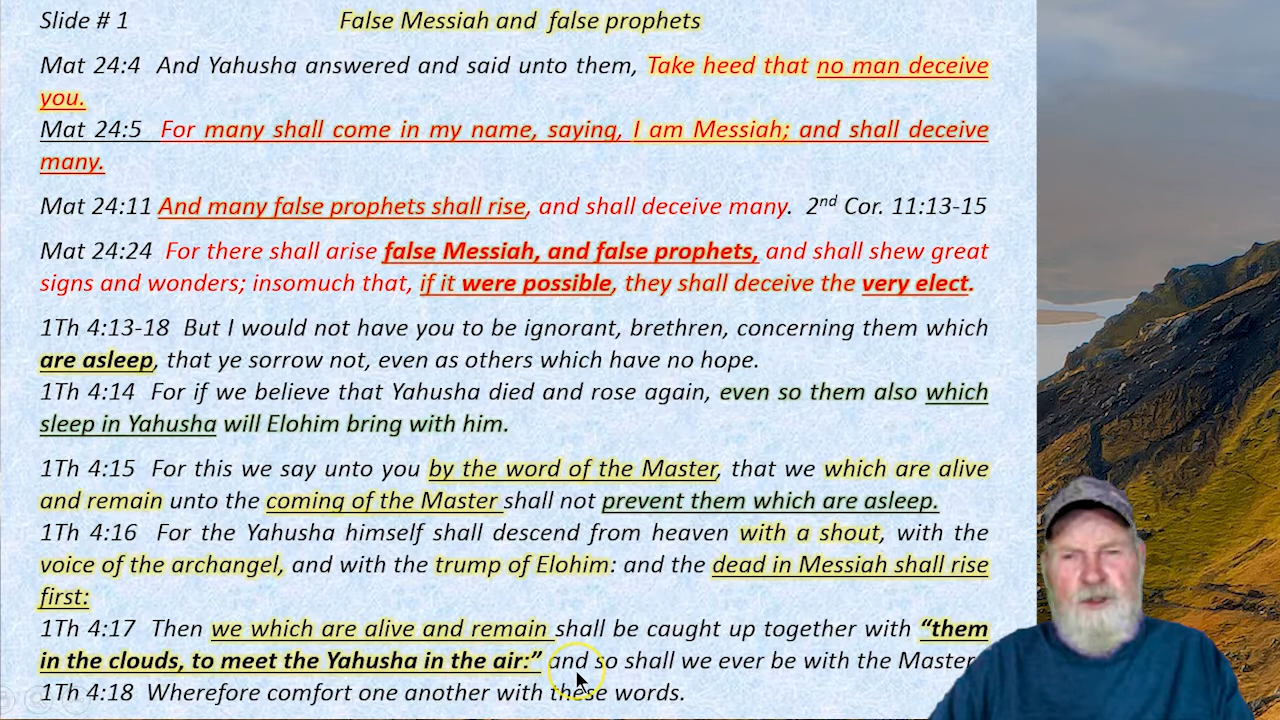 Slide # 1 False Messiah and false prophets
Mat 24:4 And Yahusha answered and said unto them, Take heed that no man deceive
you.
Mat 24:5 For many shall come in my name, saying, I am Messiah; and shall deceive
many.
Mat 24:11 And many false prophets shall rise, and shall deceive many. 2nd Cor. 11:13-15
Mat 24:24 For there shall arise false Messiah, and false prophets, and shall shew great
signs and wonders; insomuch that, if it were possible, they shall deceive the very elect.
1Th 4:13-18 But I would not have you to be ignorant, brethren, concerning them which
are asleep, that ye sorrow not, even as others which have no hope.
1Th 4:14 For if we believe that Yahusha died and rose again, even so them also which
sleep in Yahusha will Elohim bring with him.
1Th 4:15 For this we say unto you by the word of the Master, that we which are alive
and remain unto the coming of the Master shall not prevent them which are asleep.
1Th 4:16 For the Yahusha himself shall descend from heaven with a shout, with the
voice of the archangel, and with the trump of Elohim: and the dead in Messiah shall rise
first:
1Th 4:17 Then we which are alive and remain shall be caught up together with “them
in the clouds, to meet the Yahusha in the air:” and so shall we ever be with the Master
1Th 4:18 Wherefore comfort one another with these words.